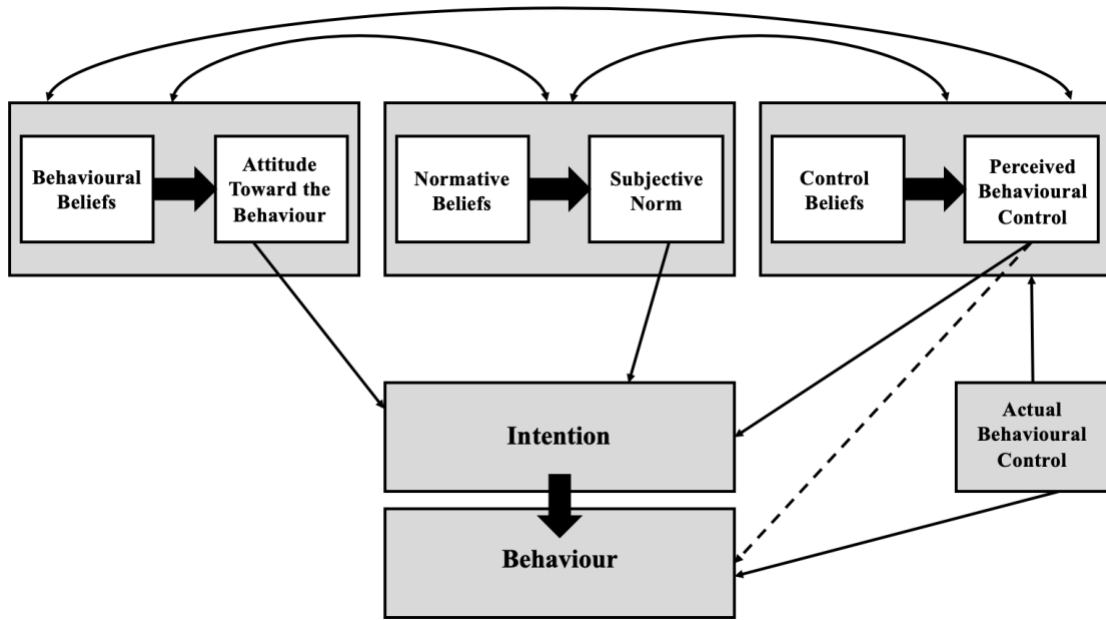 Behavioural
Beliefs
Attitude
Toward the
Behaviour
Normative
Beliefs
Subjective
Norm
Control
Beliefs
Perceived
Behavioural
Control
Intention
Actual
Behavioural
Control
Behaviour